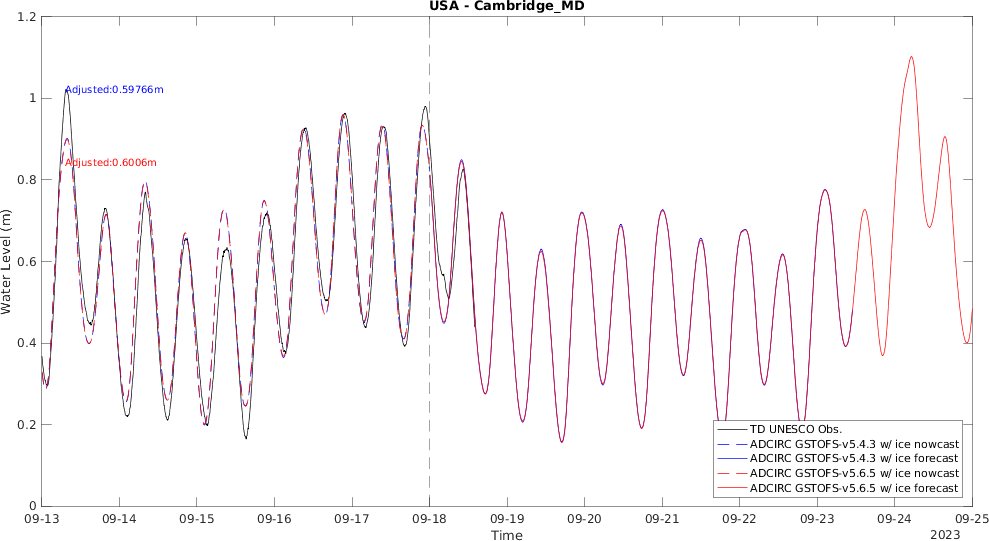 USA - Cambridge_MD
Adjusted:0.59766m
Adjusted:0.6006m
Water Level (m)
1.2
1
0.8
0.6
0.4
0.2
0
TD UNESCO Obs.
ADCIRC GSTOFS-v5.4.3 w/ ice nowcast
ADCIRC GSTOFS-v5.4.3 w/ ice forecast
ADCIRC GSTOFS-v5.6.5 w/ ice nowcast
ADCIRC GSTOFS-v5.6.5 w/ ice forecast
09-13 09-14 09-15 09-16 09-17 09-18 09-19 09-20 09-21 09-22 09-23 09-24 09-25
Time
2023